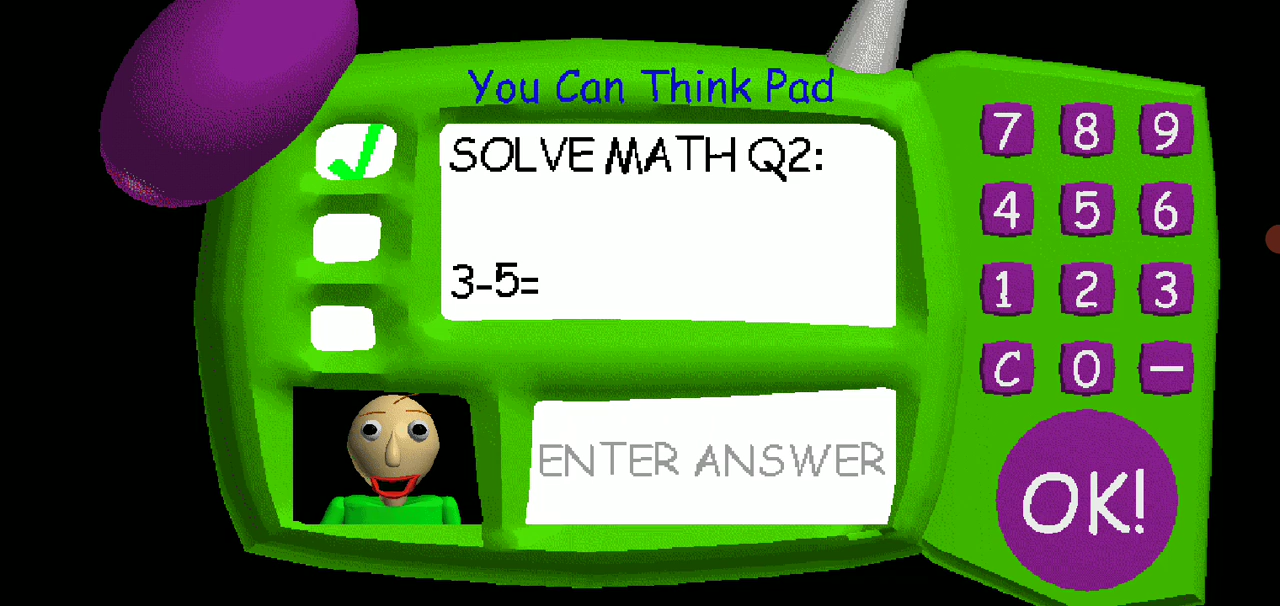 You Can Think Pad
SOLVE MATH Q2:
3-5=
ENTER ANSWER
7 8 9
4 5 6
1 2 3
C 0 —
OK!